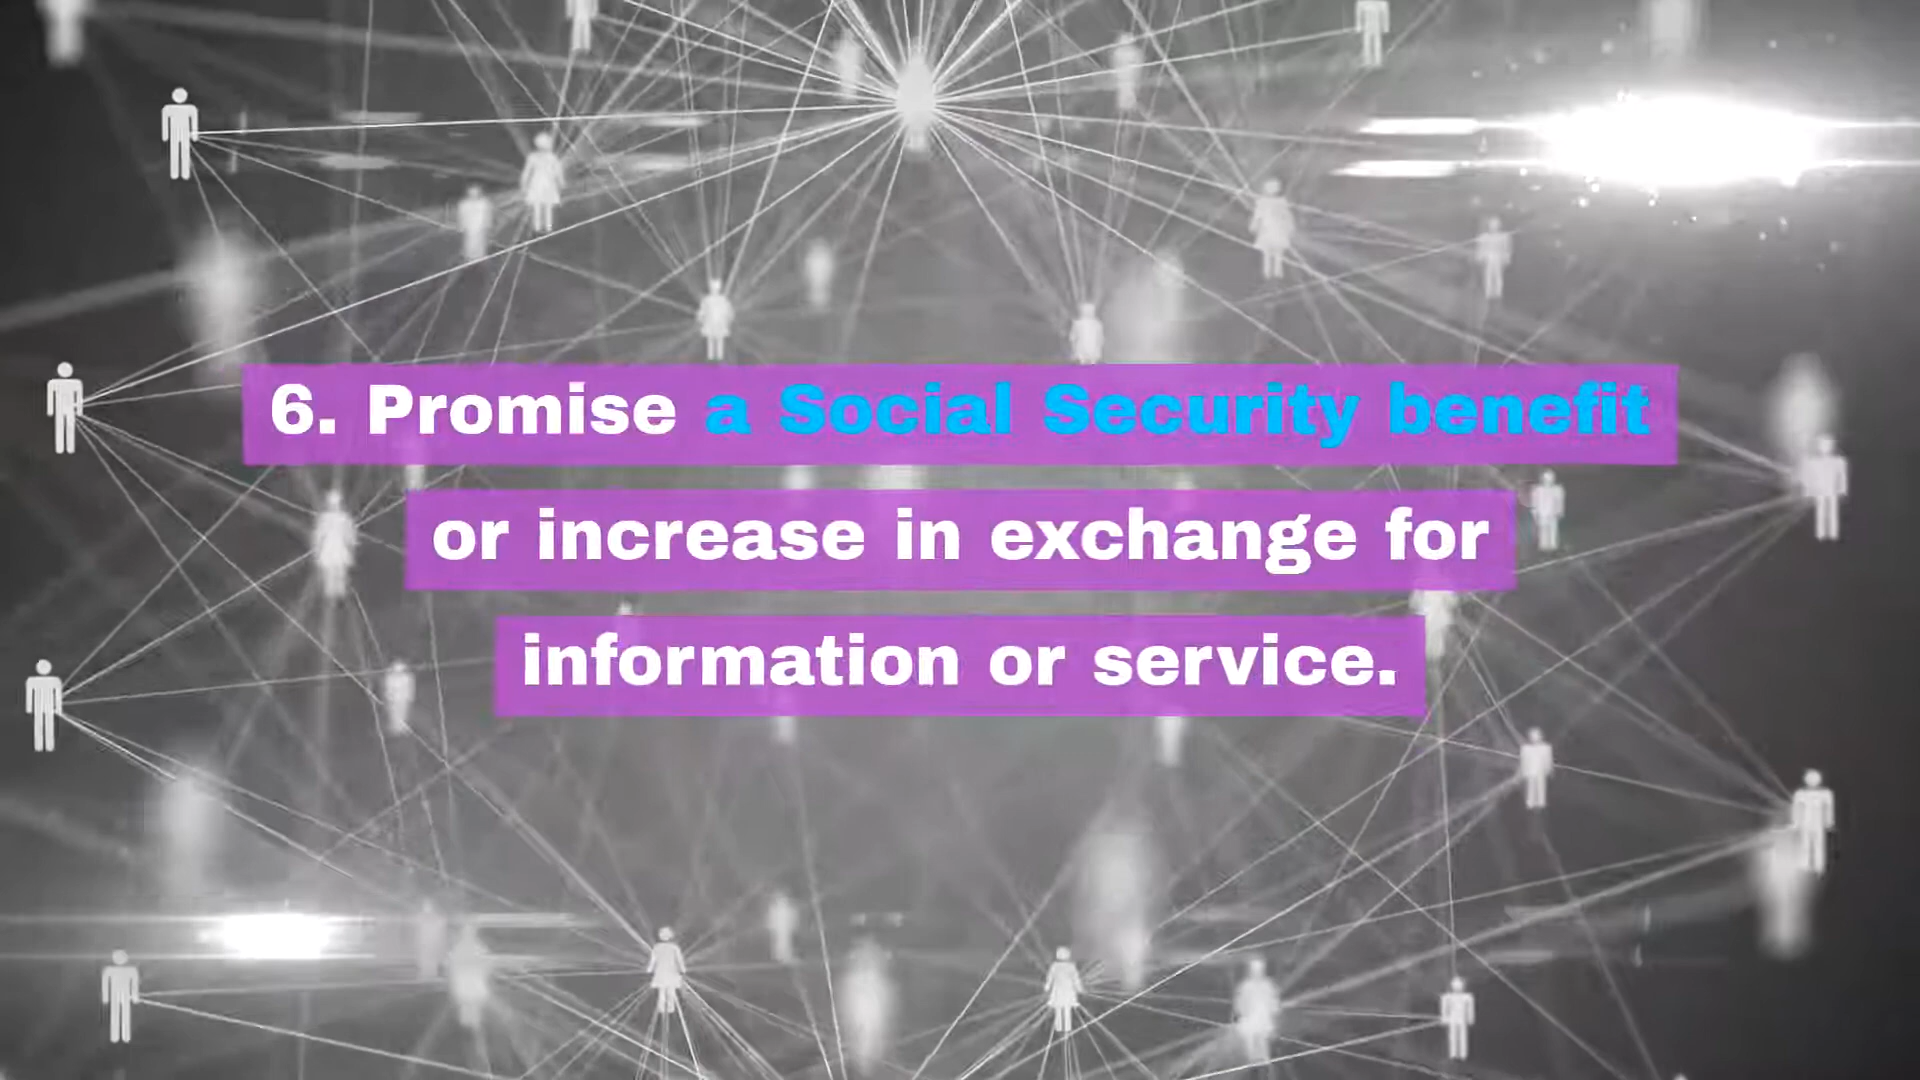 6. Promise a Social Security benefit
or increase in exchange for
information or service.